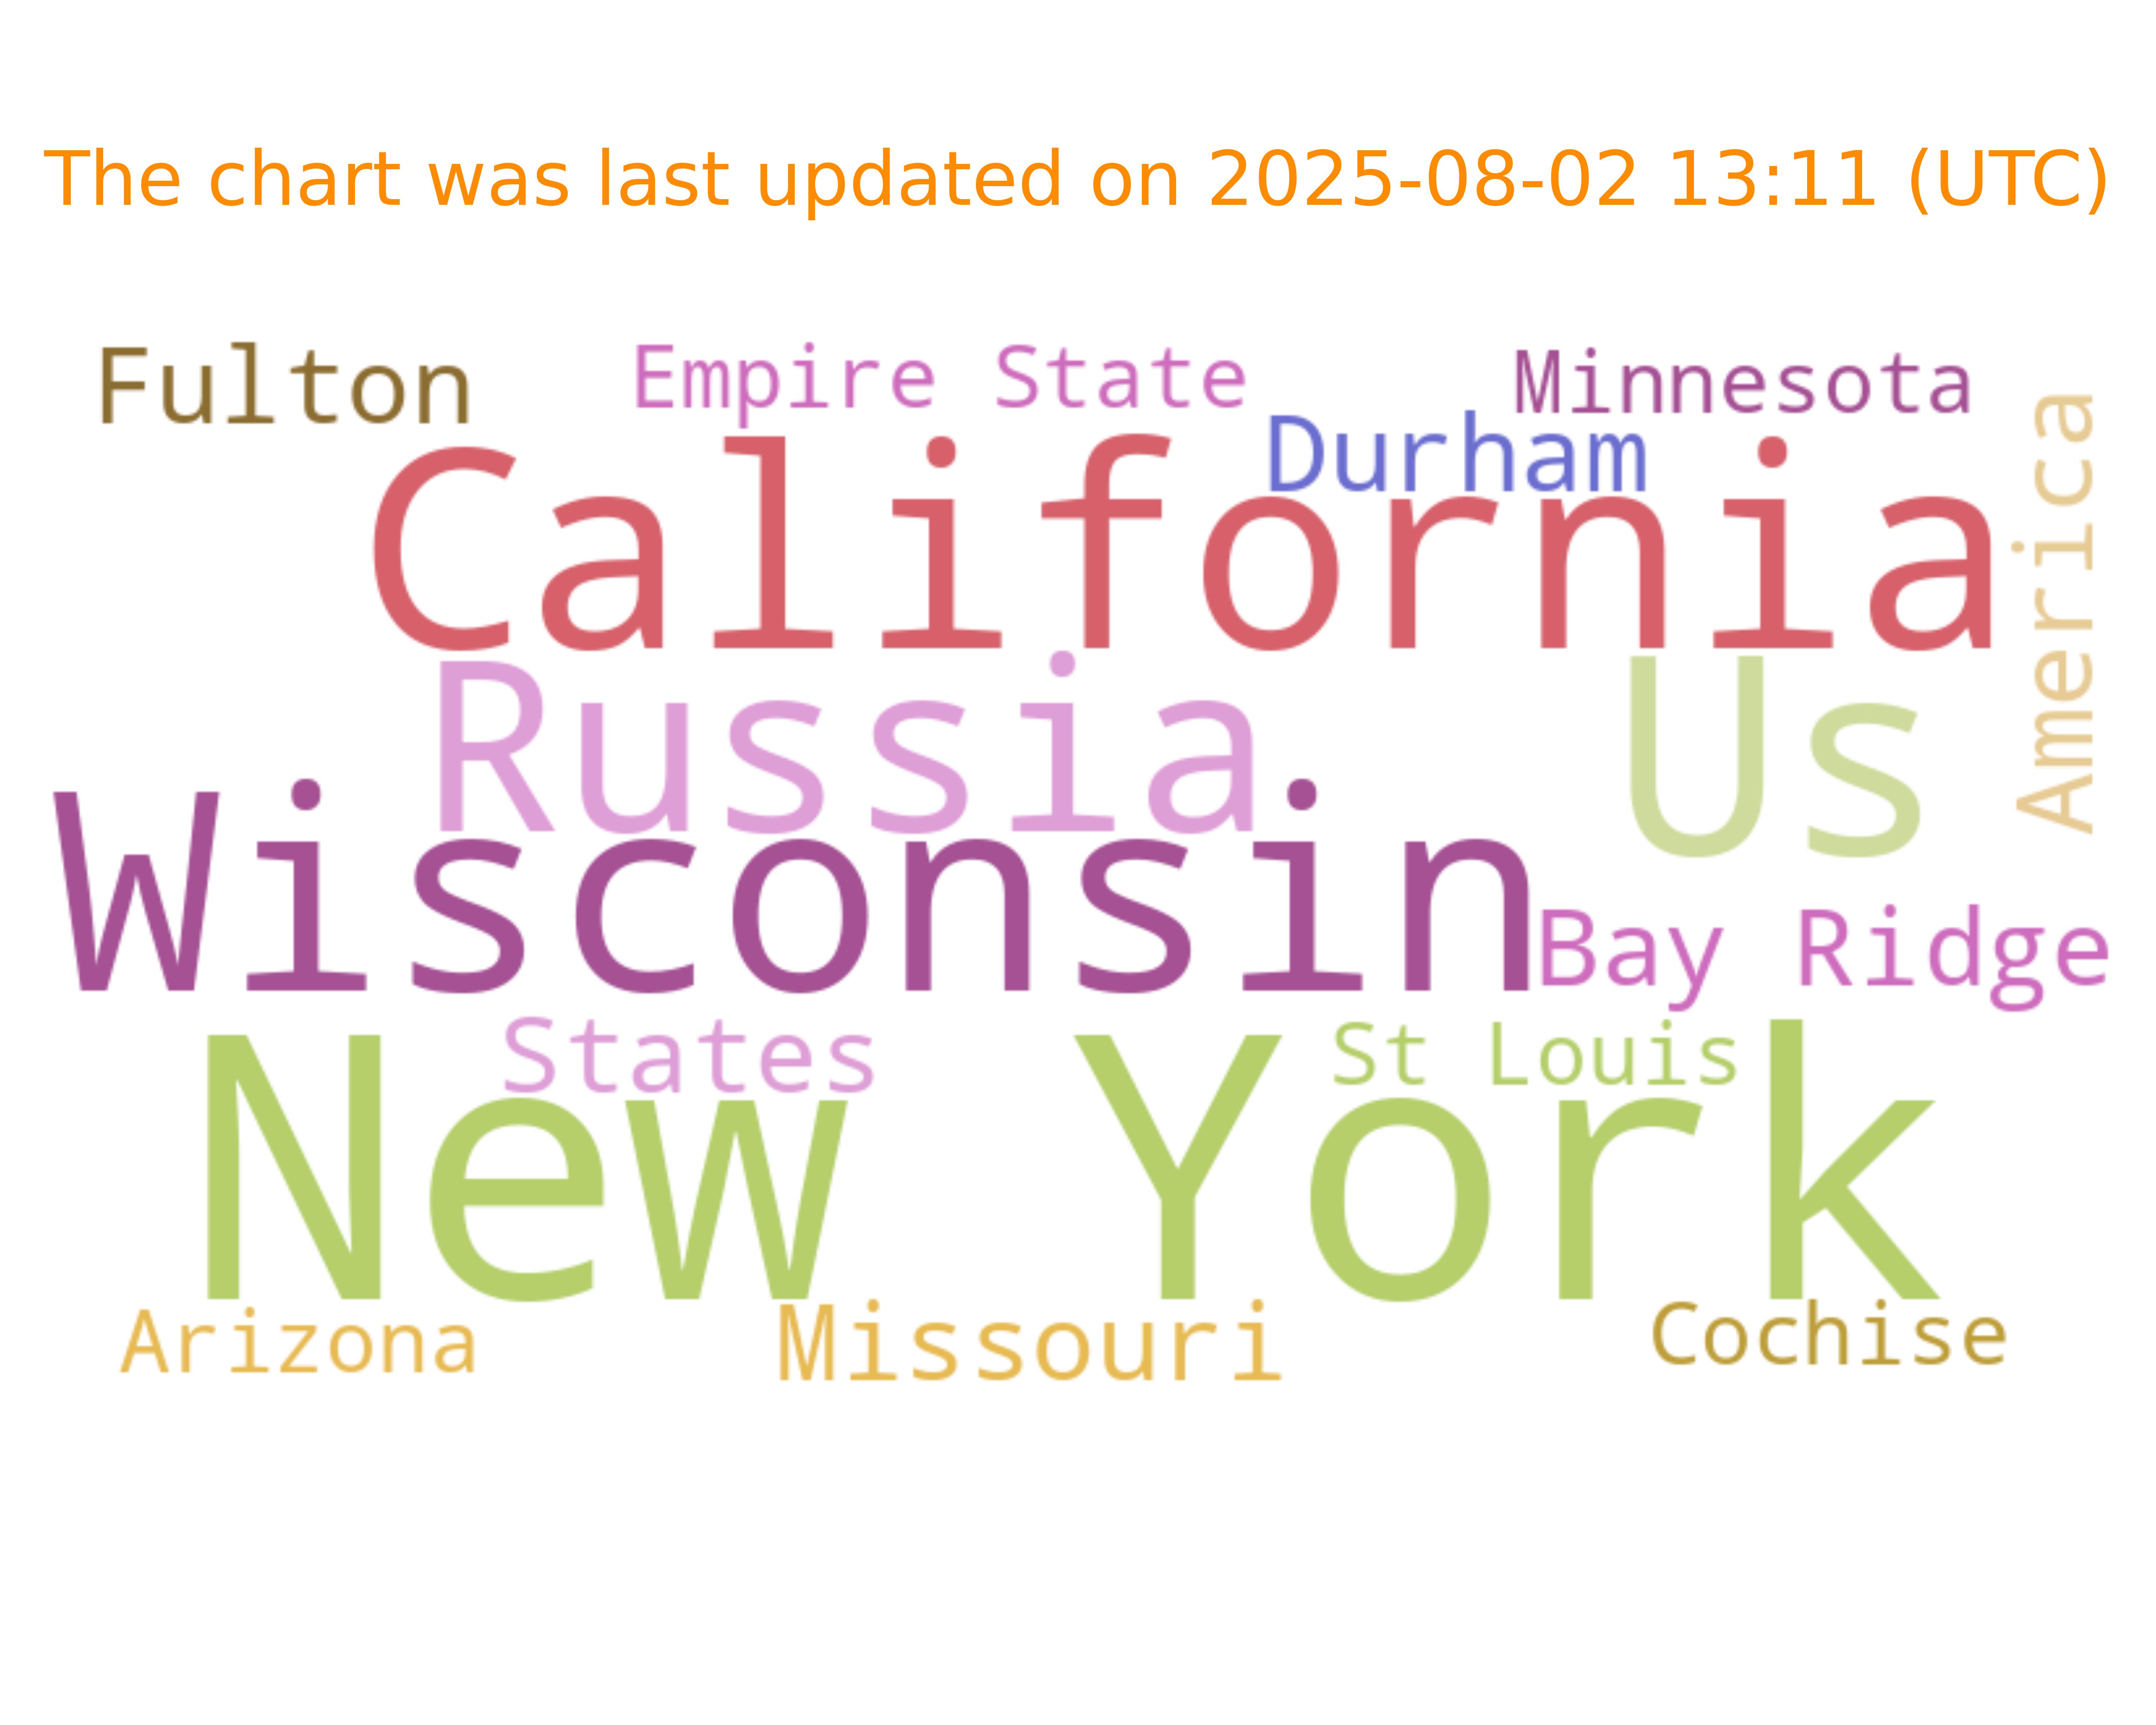 The chart was last updated on 2025-08-02 13:11 (UTC)
Fulton
Empire State
Minnesota
Durham
America
California
Russia
Us
Wisconsin
Bay Ridge
States
St Louis
New York
Arizona
Missouri
Cochise